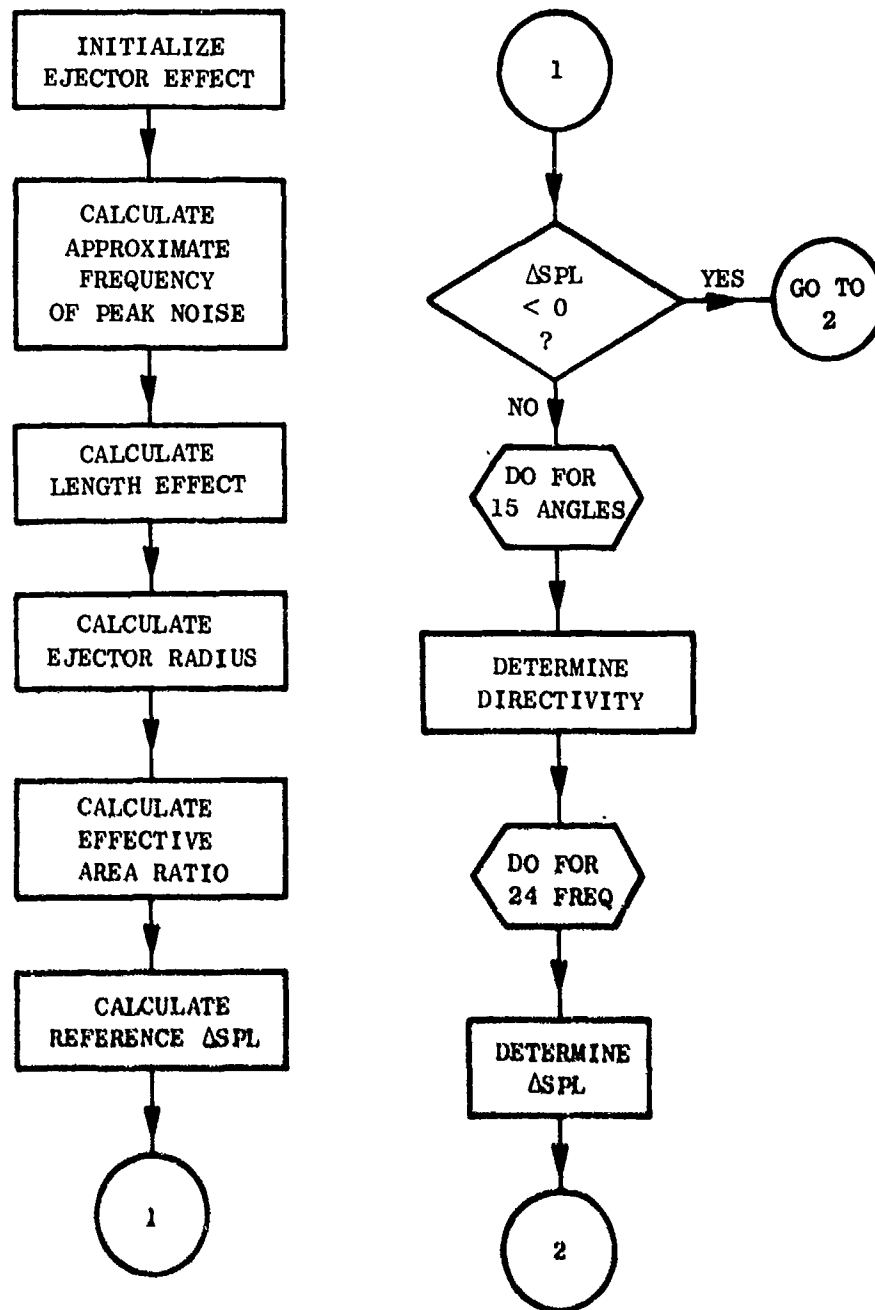 INITIALIZE
EJECTOR EFFECT
CALCULATE
APPROXIMATE
FREQUENCY
OF PEAK NOISE
CALCULATE
LENGTH EFFECT
CALCULATE
EJECTOR RADIUS
CALCULATE
EFFECTIVE
AREA RATIO
CALCULATE
REFERENCE ΔSPL
1
1
ΔSPL
< 0
?
YES
GO TO
2
NO
DO FOR
15 ANGLES
DETERMINE
DIRECTIVITY
DO FOR
24 FREQ
DETERMINE
ΔSPL
2